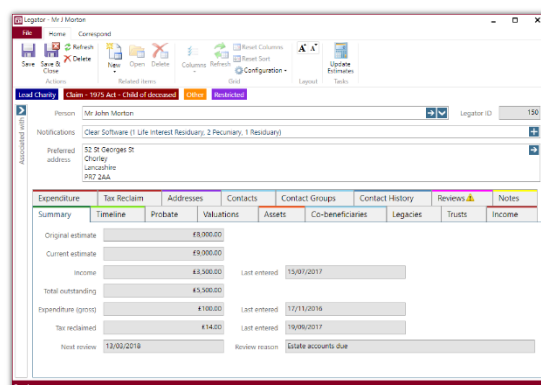 Legator - Mr J Morton
File Home Correspond
Save Save & Close Refresh Delete New Open Delete Columns Refresh Reset Columns Reset Sort Configuration A A Update Estimates
Actions Related items Grid Layout Tasks
Lead Charity Claim - 1975 Act - Child of deceased Other Restricted
Associated with
Person Mr John Morton Legator ID 150
Notifications Clear Software (1 Life Interest Residuary, 2 Pecuniary, 1 Residuary)
Preferred address 52 St Georges St
Chorley
Lancashire
PR7 2AA
Expenditure Tax Reclaim Addresses Contacts Contact Groups Contact History Reviews Notes
Summary Timeline Probate Valuations Assets Co-beneficiaries Legacies Trusts Income
Original estimate £8,000.00
Current estimate £9,000.00
Income £3,500.00 Last entered 15/07/2017
Total outstanding £5,500.00
Expenditure (gross) £100.00 Last entered 17/11/2016
Tax reclaimed £14.00 Last entered 19/09/2017
Next review 13/03/2018 Review reason Estate accounts due